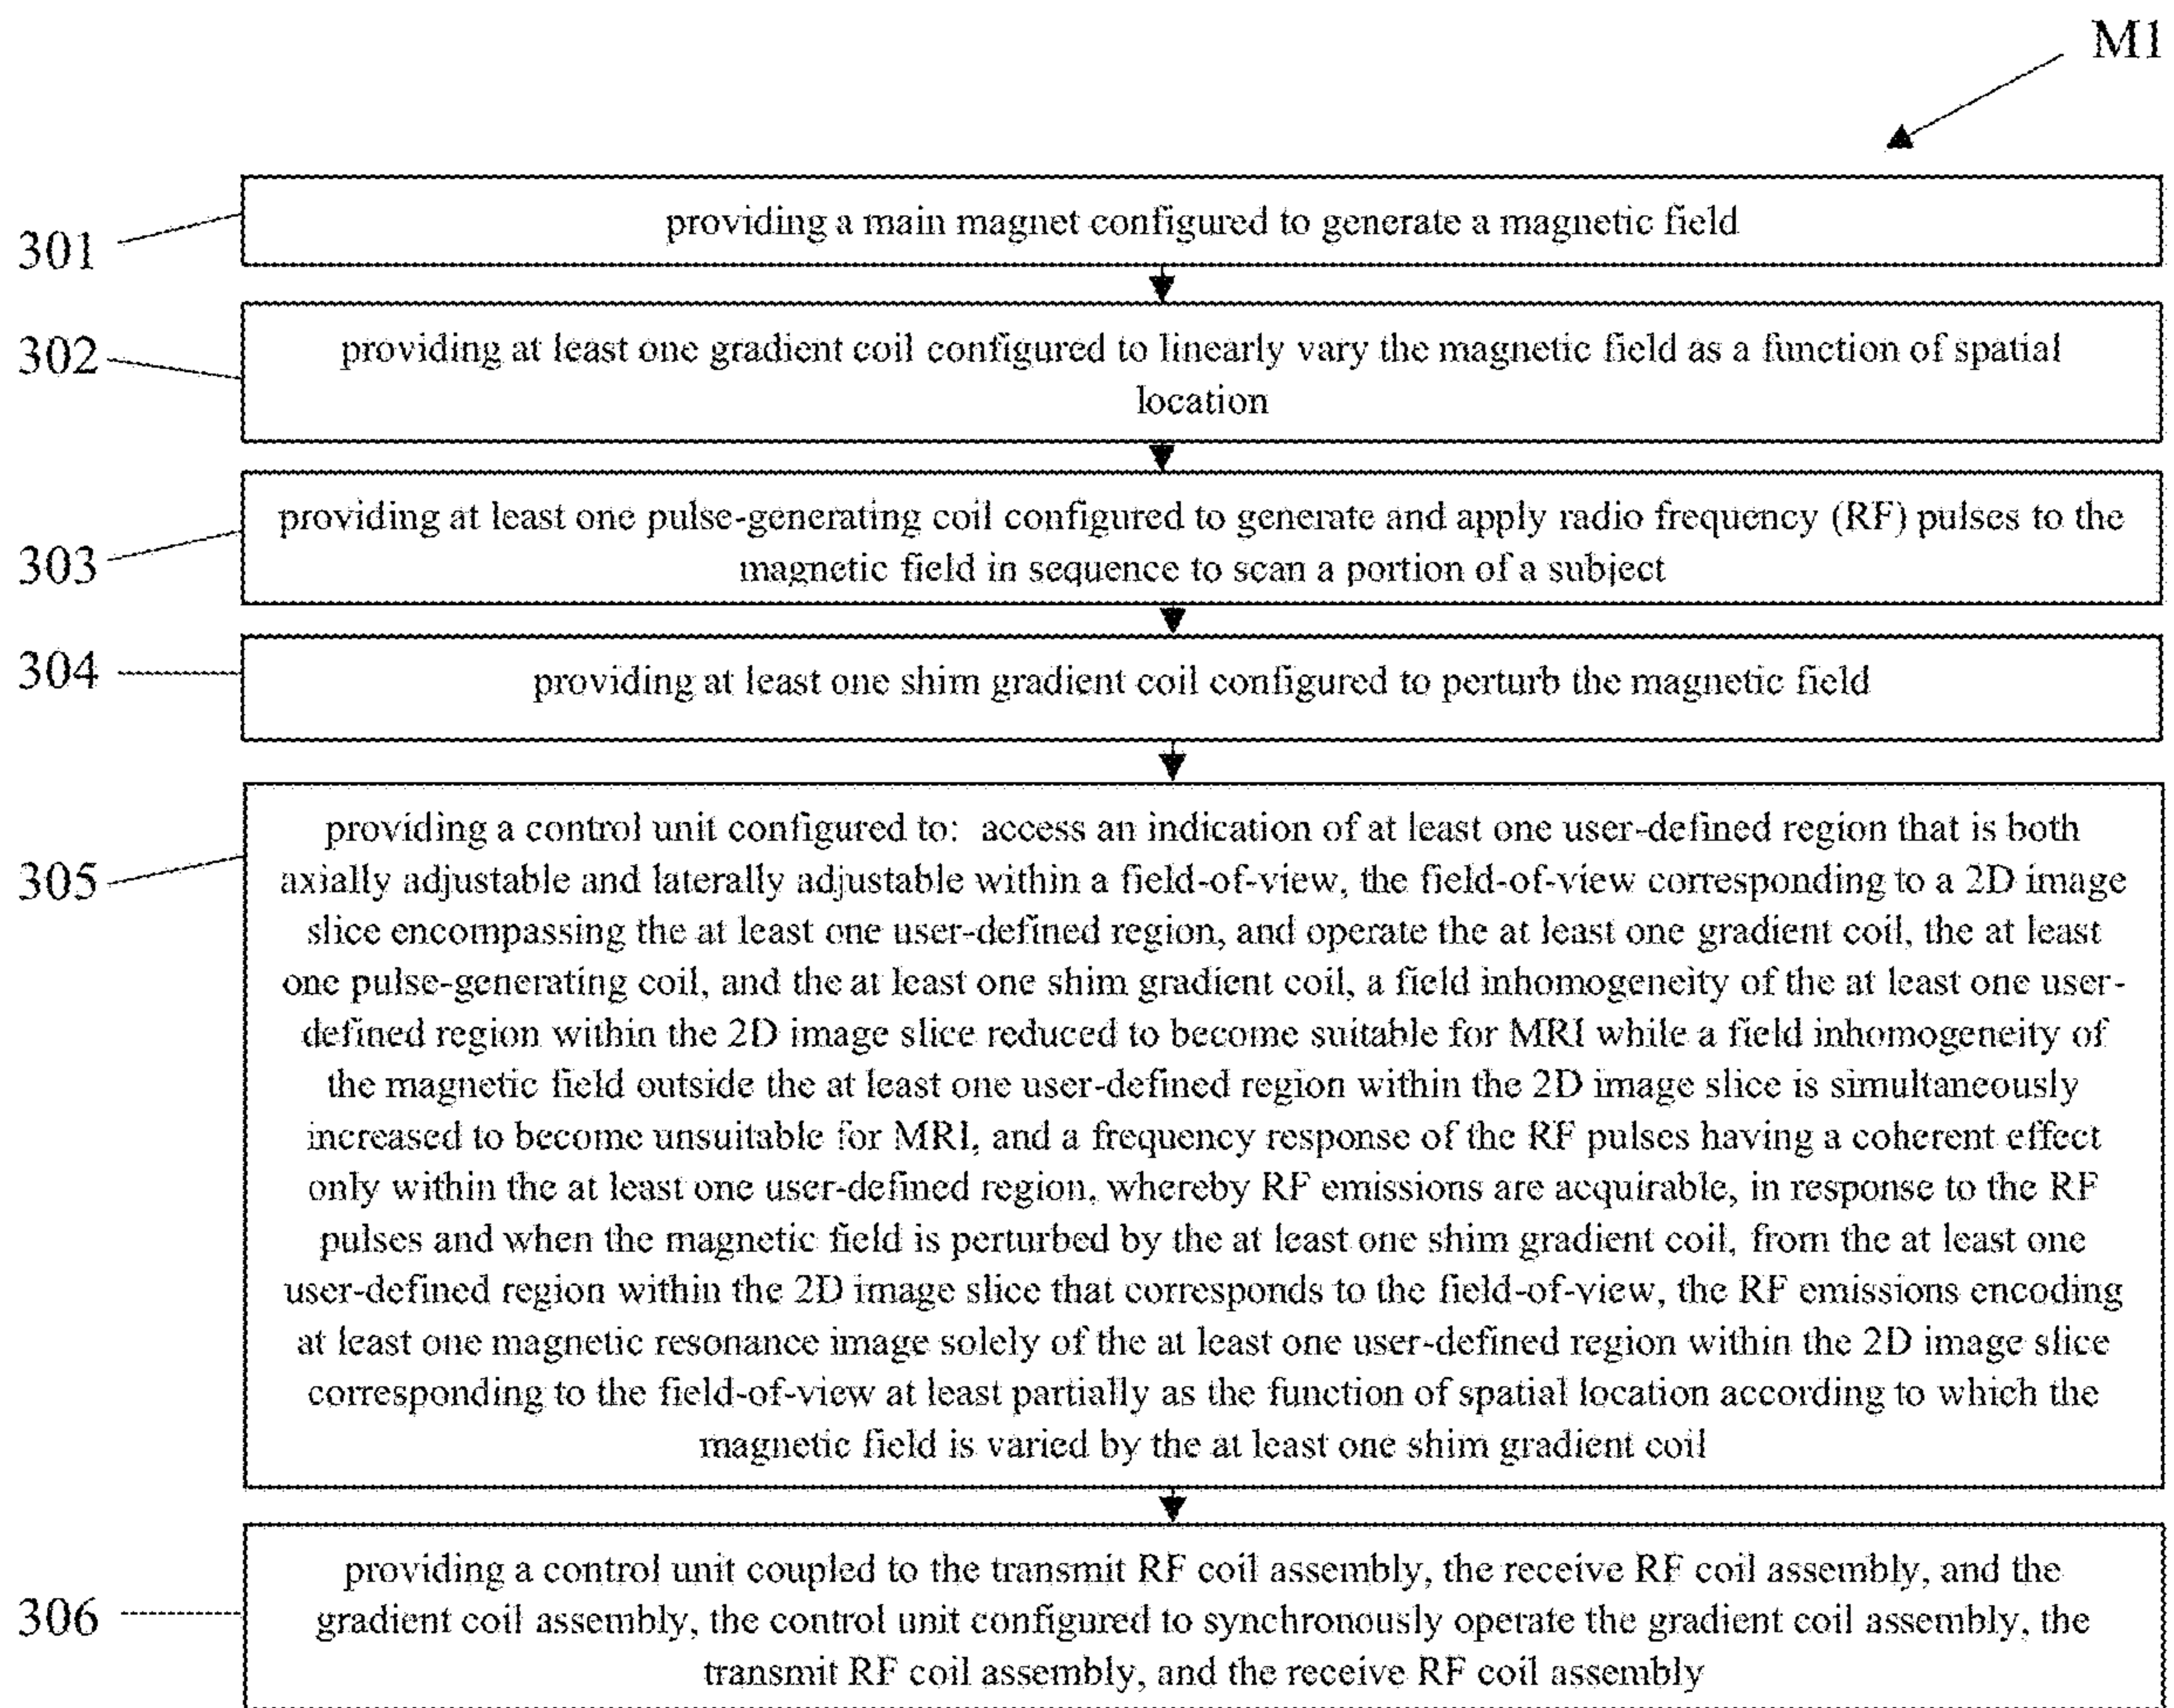 M1
301
providing a main magnet configured to generate a magnetic field
302
providing at least one gradient coil configured to linearly vary the magnetic field as a function of spatial
location
303
providing at least one pulse-generating coil configured to generate and apply radio frequency (RF) pulses to the
magnetic field in sequence to scan a portion of a subject
304
providing at least one shim gradient coil configured to perturb the magnetic field
305
providing a control unit configured to: access an indication of at least one user-defined region that is both
axially adjustable and laterally adjustable within a field-of-view, the field-of-view corresponding to a 2D image
slice encompassing the at least one user-defined region, and operate the at least one gradient coil, the at least
one pulse-generating coil, and the at least one shim gradient coil, a field inhomogeneity of the at least one user-
defined region within the 2D image slice reduced to become suitable for MRI while a field inhomogeneity of
the magnetic field outside the at least one user-defined region within the 2D image slice is simultaneously
increased to become unsuitable for MRI, and a frequency response of the RF pulses having a coherent effect
only within the at least one user-defined region, whereby RF emissions are acquirable, in response to the RF
pulses and when the magnetic field is perturbed by the at least one shim gradient coil, from the at least one
user-defined region within the 2D image slice that corresponds to the field-of-view, the RF emissions encoding
at least one magnetic resonance image solely of the at least one user-defined region within the 2D image slice
corresponding to the field-of-view at least partially as the function of spatial location according to which the
magnetic field is varied by the at least one shim gradient coil
306
providing a control unit coupled to the transmit RF coil assembly, the receive RF coil assembly, and the
gradient coil assembly, the control unit configured to synchronously operate the gradient coil assembly, the
transmit RF coil assembly, and the receive RF coil assembly